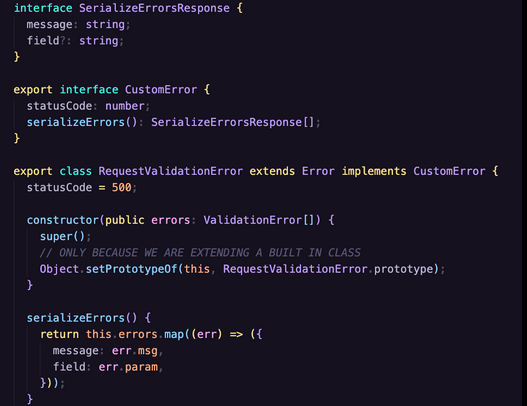 interface SerializeErrorsResponse {
message: string;
field?: string;
}
export interface CustomError {
statusCode: number;
serializeErrors(): SerializeErrorsResponse[];
}
export class RequestValidationError extends Error implements CustomError {
statusCode = 500;
constructor(public errors: ValidationError[]) {
super();
// ONLY BECAUSE WE ARE EXTENDING A BUILT IN CLASS
Object.setPrototypeOf(this, RequestValidationError.prototype);
}
serializeErrors() {
return this.errors.map((err) => ({
message: err.msg,
field: err.param,
}));
}